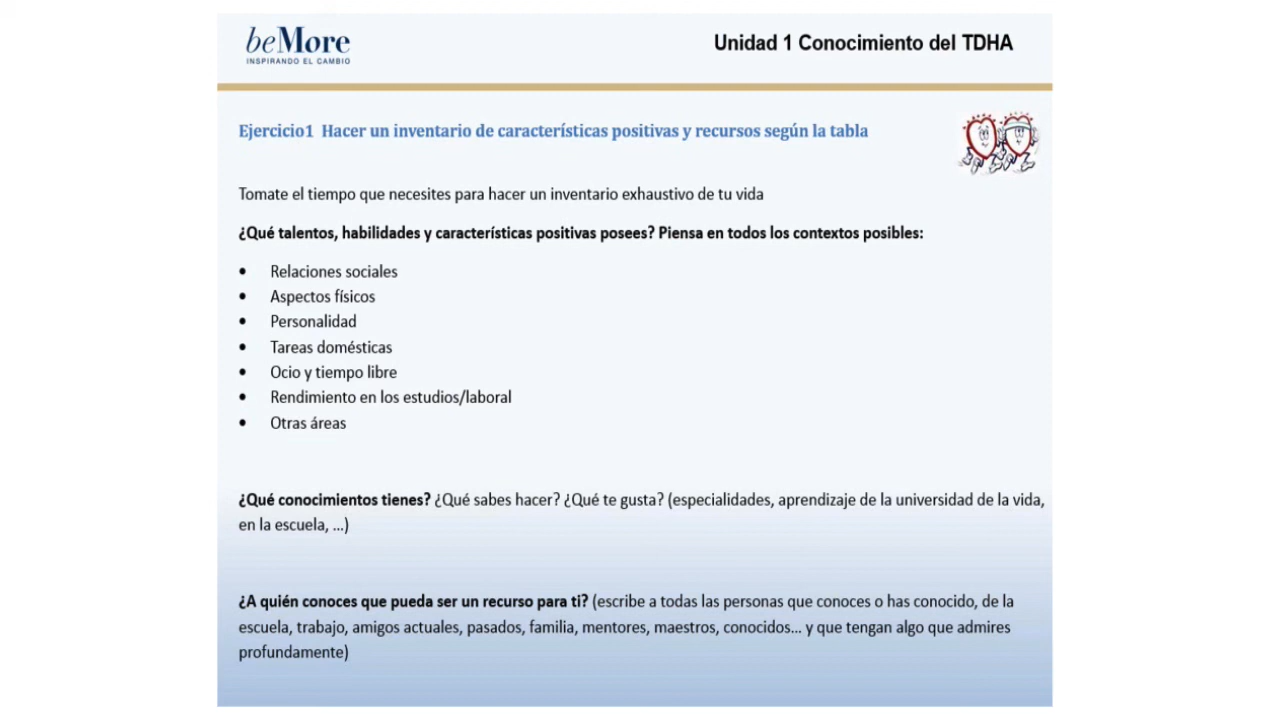 beMore
INSPIRANDO EL CAMBIO
Unidad 1 Conocimiento del TDHA
Ejercicio1 Hacer un inventario de características positivas y recursos según la tabla
Tomate el tiempo que necesites para hacer un inventario exhaustivo de tu vida
¿Qué talentos, habilidades y características positivas posees? Piensa en todos los contextos posibles:
• Relaciones sociales
• Aspectos físicos
• Personalidad
• Tareas domésticas
• Ocio y tiempo libre
• Rendimiento en los estudios/laboral
• Otras áreas
¿Qué conocimientos tienes? ¿Qué sabes hacer? ¿Qué te gusta? (especialidades, aprendizaje de la universidad de la vida,
en la escuela, ...)
¿A quién conoces que pueda ser un recurso para ti? (escribe a todas las personas que conoces o has conocido, de la
escuela, trabajo, amigos actuales, pasados, familia, mentores, maestros, conocidos... y que tengan algo que admires
profundamente)